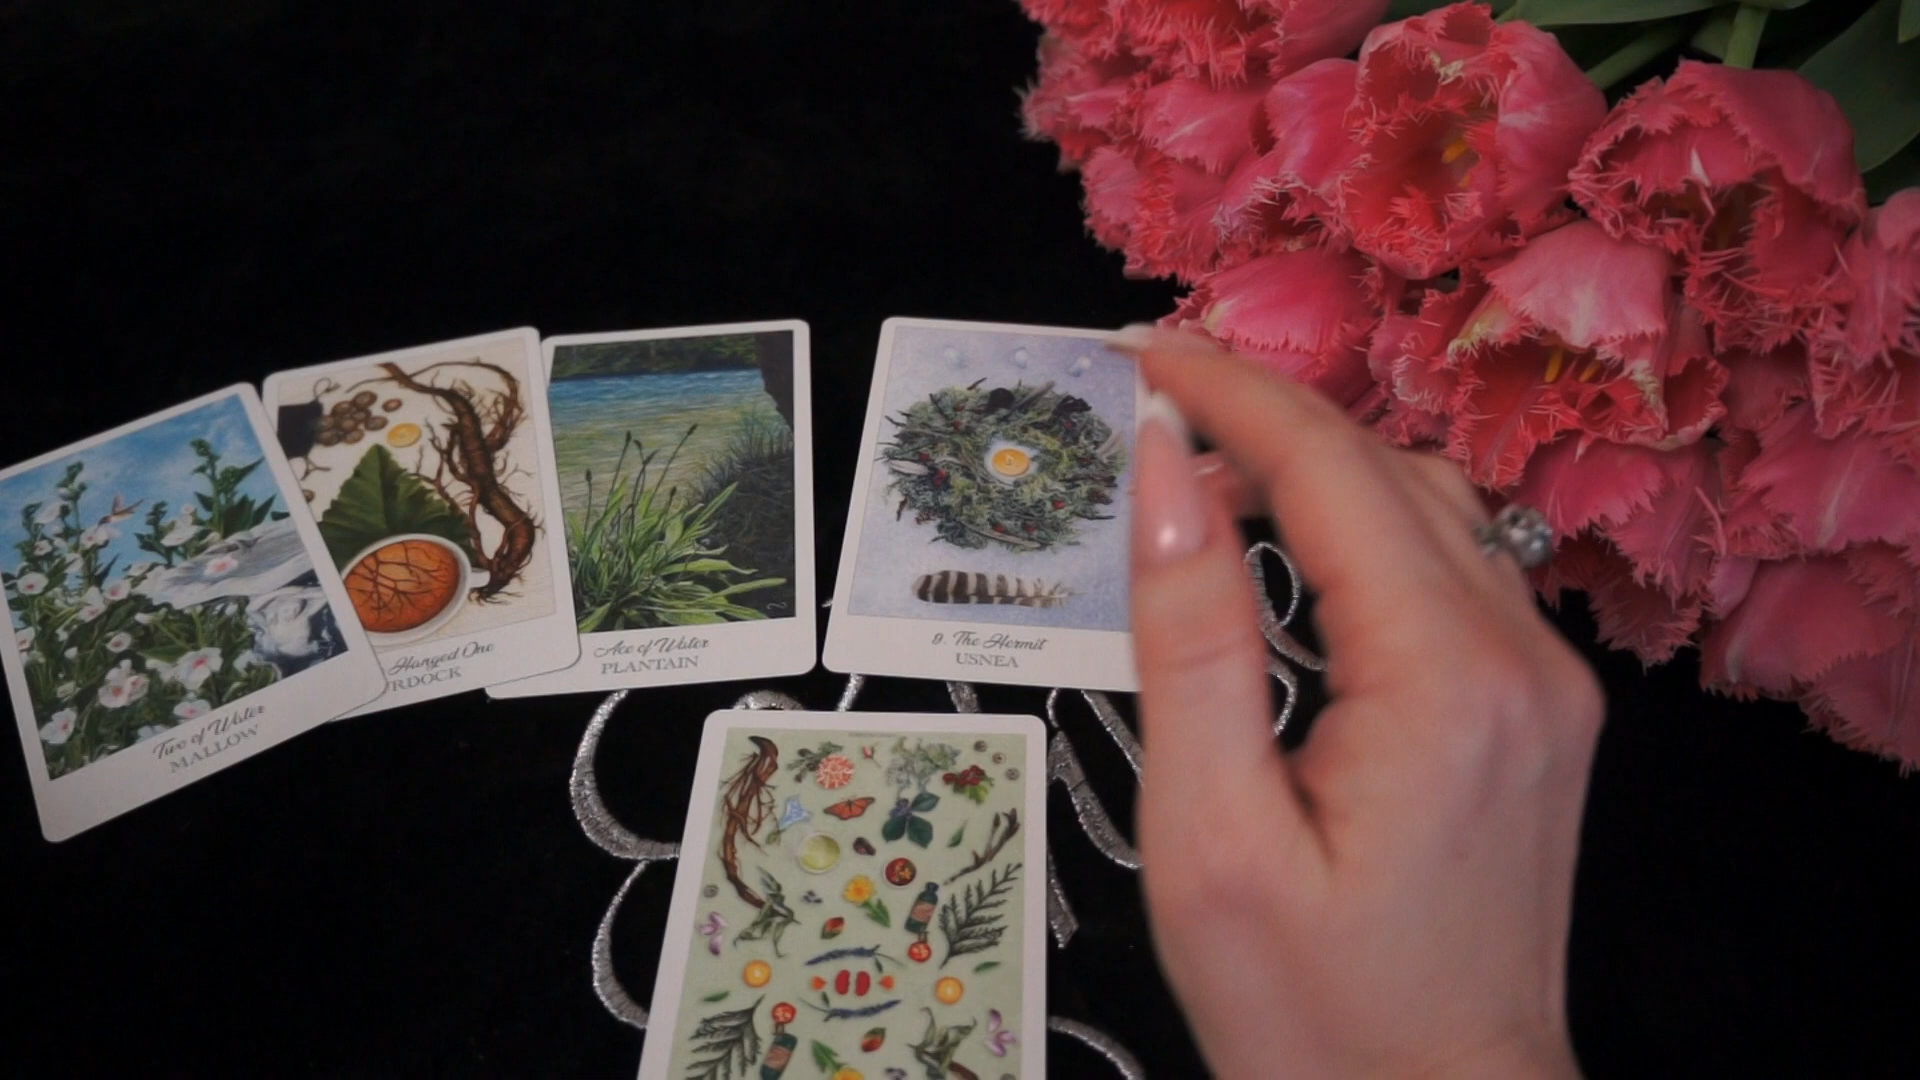 Two of Water
MALLOW
Hanged One
RDOCK
Ace of Water
PLANTAIN
9. The Hermit
USNEA